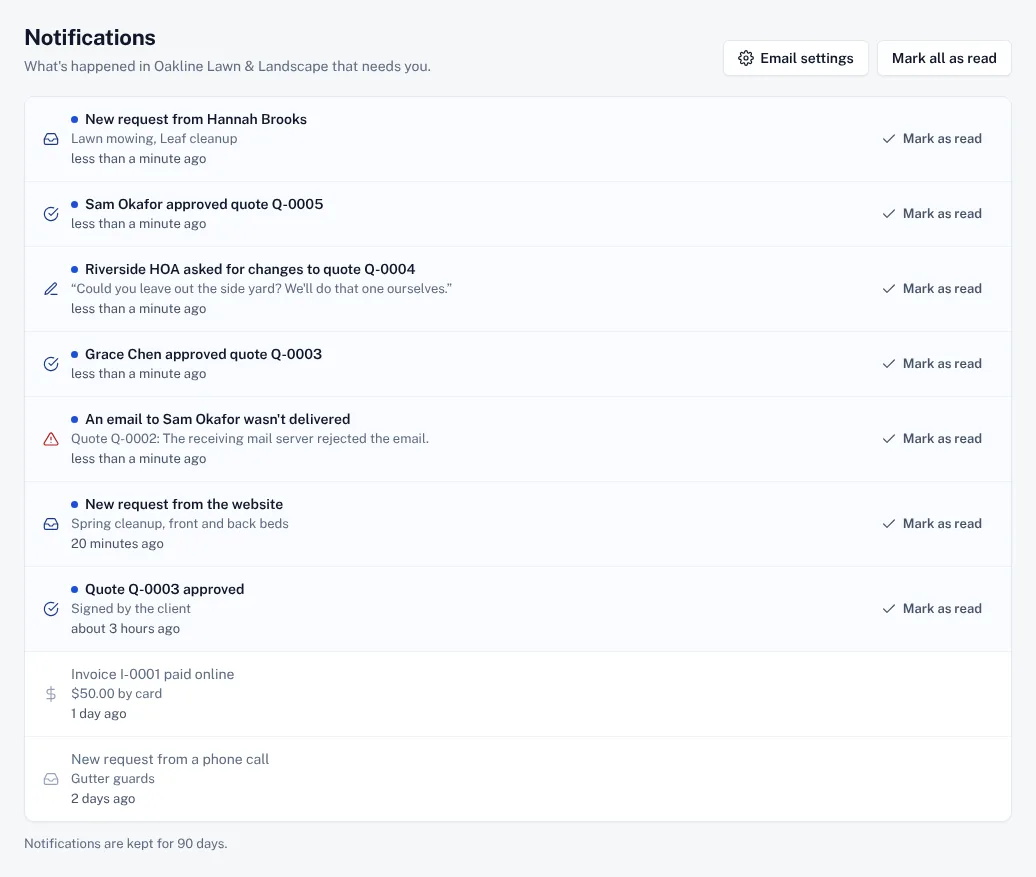 Notifications
What's happened in Oakline Lawn & Landscape that needs you.
Email settings
Mark all as read
New request from Hannah Brooks
Lawn mowing, Leaf cleanup
less than a minute ago
Mark as read
Sam Okafor approved quote Q-0005
less than a minute ago
Mark as read
Riverside HOA asked for changes to quote Q-0004
“Could you leave out the side yard? We'll do that one ourselves.”
less than a minute ago
Mark as read
Grace Chen approved quote Q-0003
less than a minute ago
Mark as read
An email to Sam Okafor wasn't delivered
Quote Q-0002: The receiving mail server rejected the email.
less than a minute ago
Mark as read
New request from the website
Spring cleanup, front and back beds
20 minutes ago
Mark as read
Quote Q-0003 approved
Signed by the client
about 3 hours ago
Mark as read
Invoice I-0001 paid online
$50.00 by card
1 day ago
New request from a phone call
Gutter guards
2 days ago
Notifications are kept for 90 days.